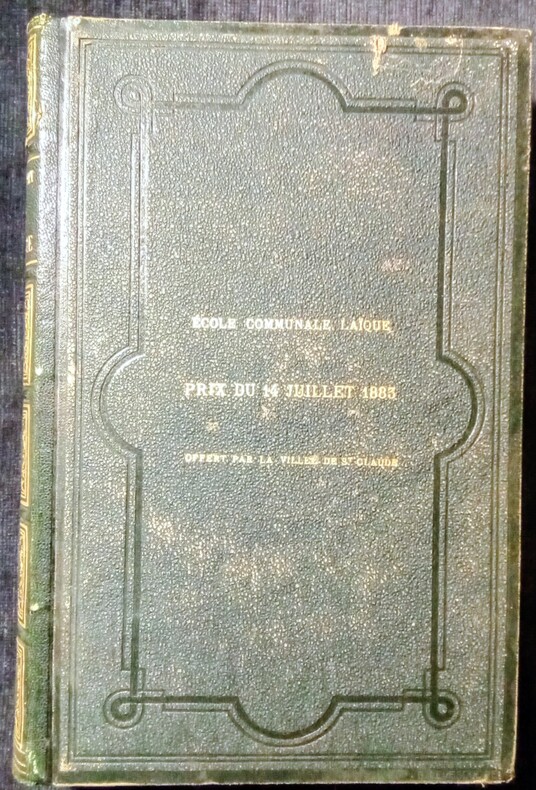 ÉCOLE COMMUNALE LAÏQUE
PRIX DU 14 JUILLET 1883
OFFERT PAR LA VILLE DE ST CLAUDE